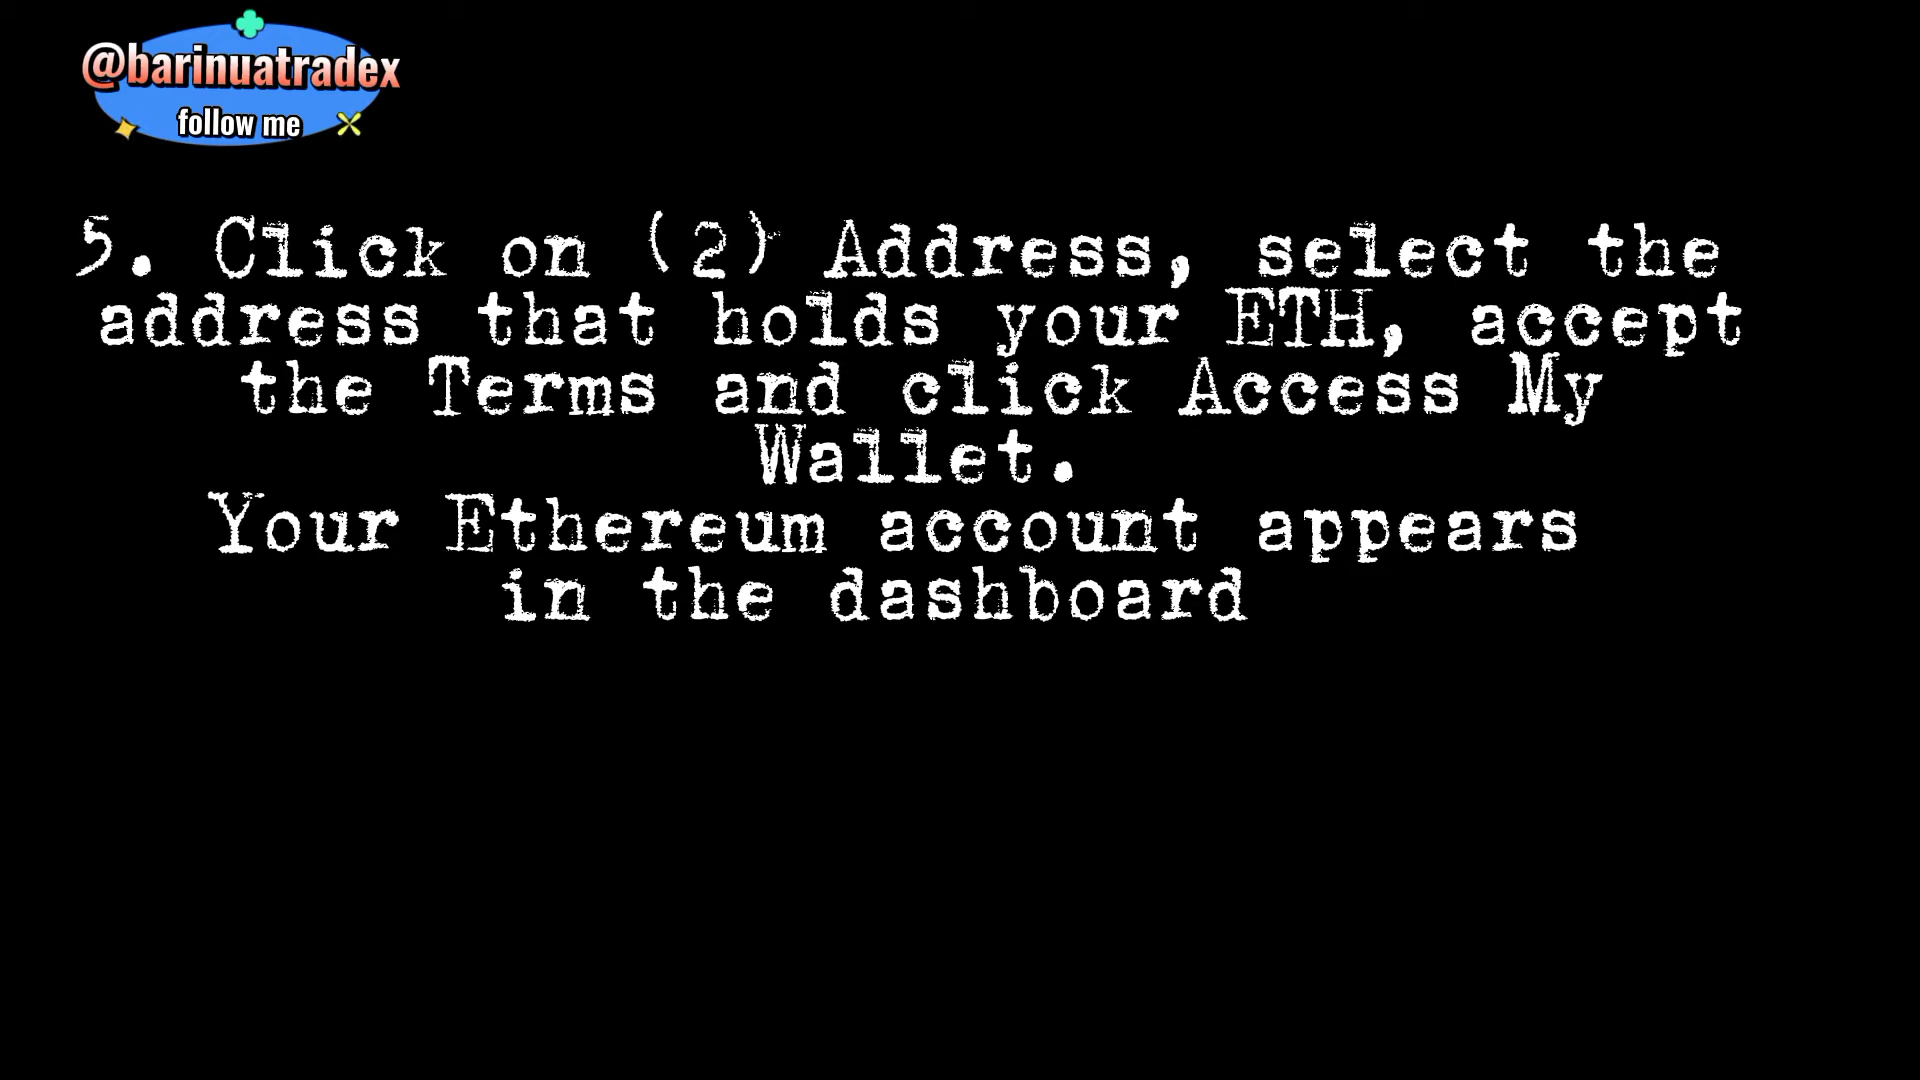 @barinuatradex
follow me
5. Click on (2) Address, select the
address that holds your ETH, accept
the Terms and click Access My
Wallet.
Your Ethereum account appears
in the dashboard